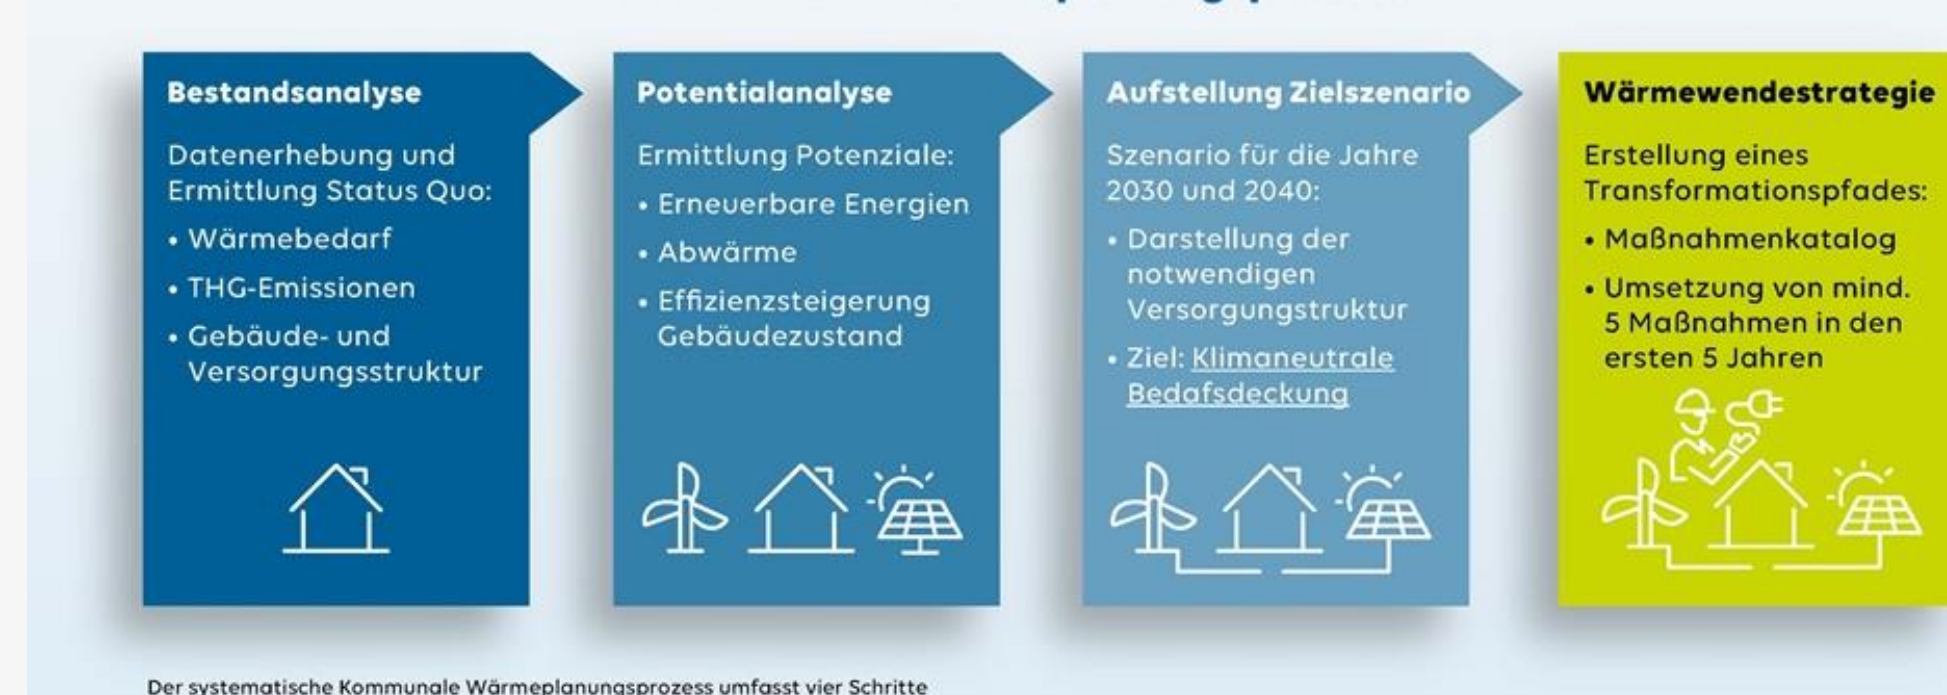 Bestandsanalyse
Datenerhebung und
Ermittlung Status Quo:
• Wärmebedarf
• THG-Emissionen
• Gebäude- und
Versorgungsstruktur
Potentialanalyse
Ermittlung Potenziale:
• Erneuerbare Energien
• Abwärme
• Effizienzsteigerung
Gebäudezustand
Aufstellung Zielszenario
Szenario für die Jahre
2030 und 2040:
• Darstellung der
notwendigen
Versorgungstruktur
• Ziel: Klimaneutrale
Bedafsdeckung
Wärmewendestrategie
Erstellung eines
Transformationspfades:
• Maßnahmenkatalog
• Umsetzung von mind.
5 Maßnahmen in den
ersten 5 Jahren
Der systematische Kommunale Wärmeplanungsprozess umfasst vier Schritte